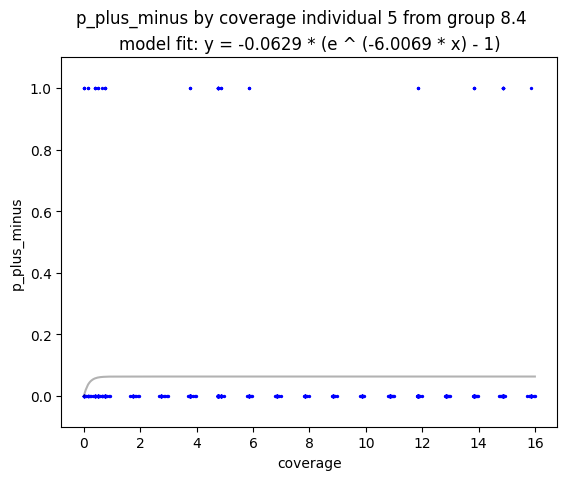 p_plus_minus by coverage individual 5 from group 8.4
model fit: y = -0.0629 * (e ^ (-6.0069 * x) - 1)
1.0
0.8
0.6
0.4
0.2
0.0
p_plus_minus
0 2 4 6 8 10 12 14 16
coverage